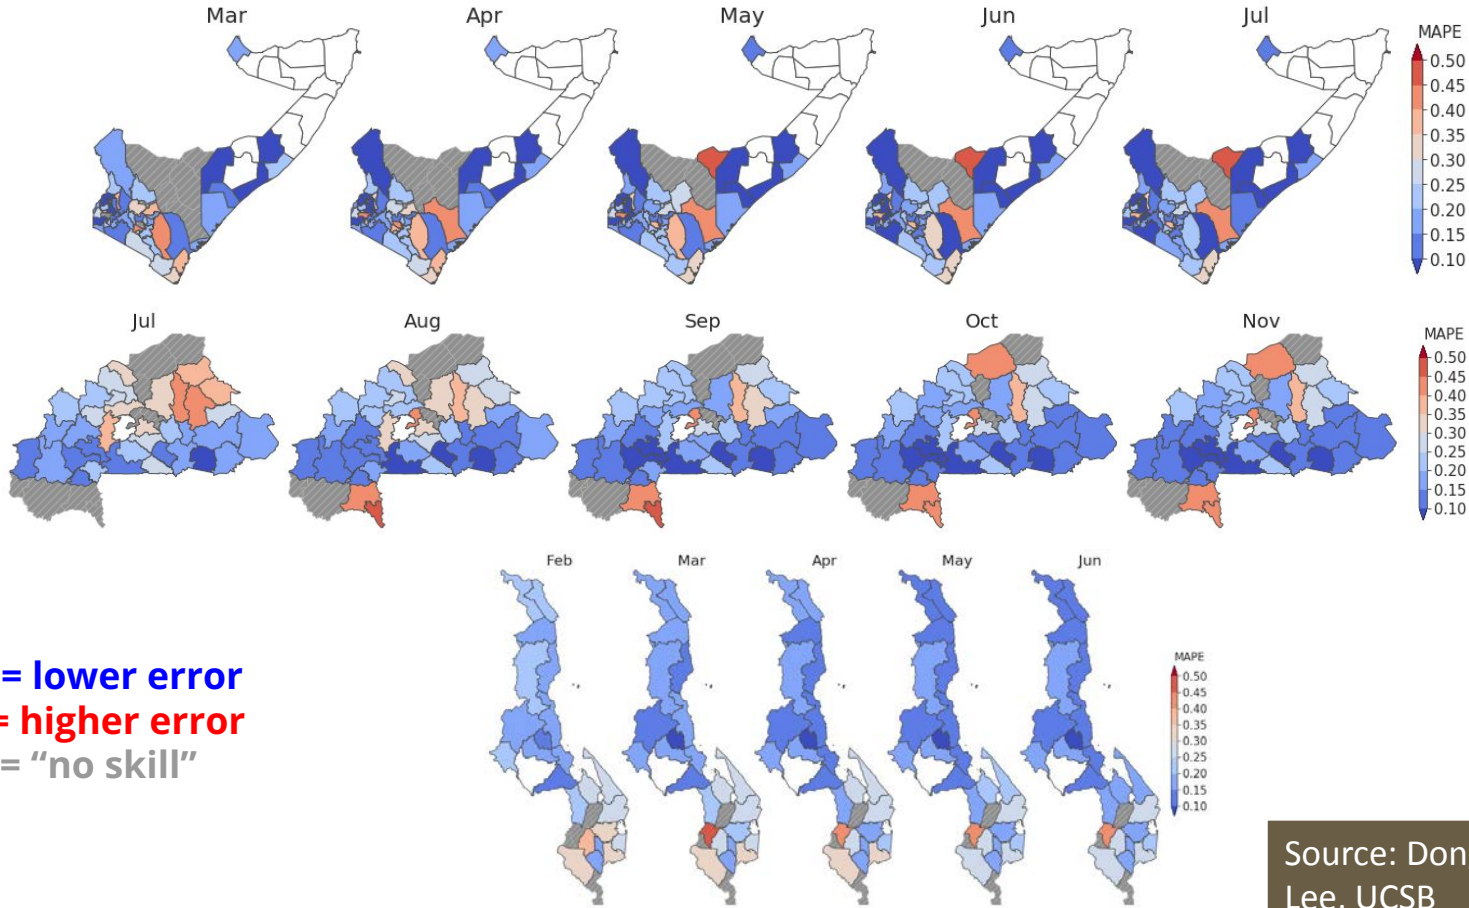 Mar Apr May Jun Jul
MAPE
0.50
0.45
0.40
0.35
0.30
0.25
0.20
0.15
0.10
Jul Aug Sep Oct Nov
MAPE
0.50
0.45
0.40
0.35
0.30
0.25
0.20
0.15
0.10
Feb Mar Apr May Jun
MAPE
0.50
0.45
0.40
0.35
0.30
0.25
0.20
0.15
0.10
= lower error
= higher error
= “no skill”
Source: Don
Lee, UCSB